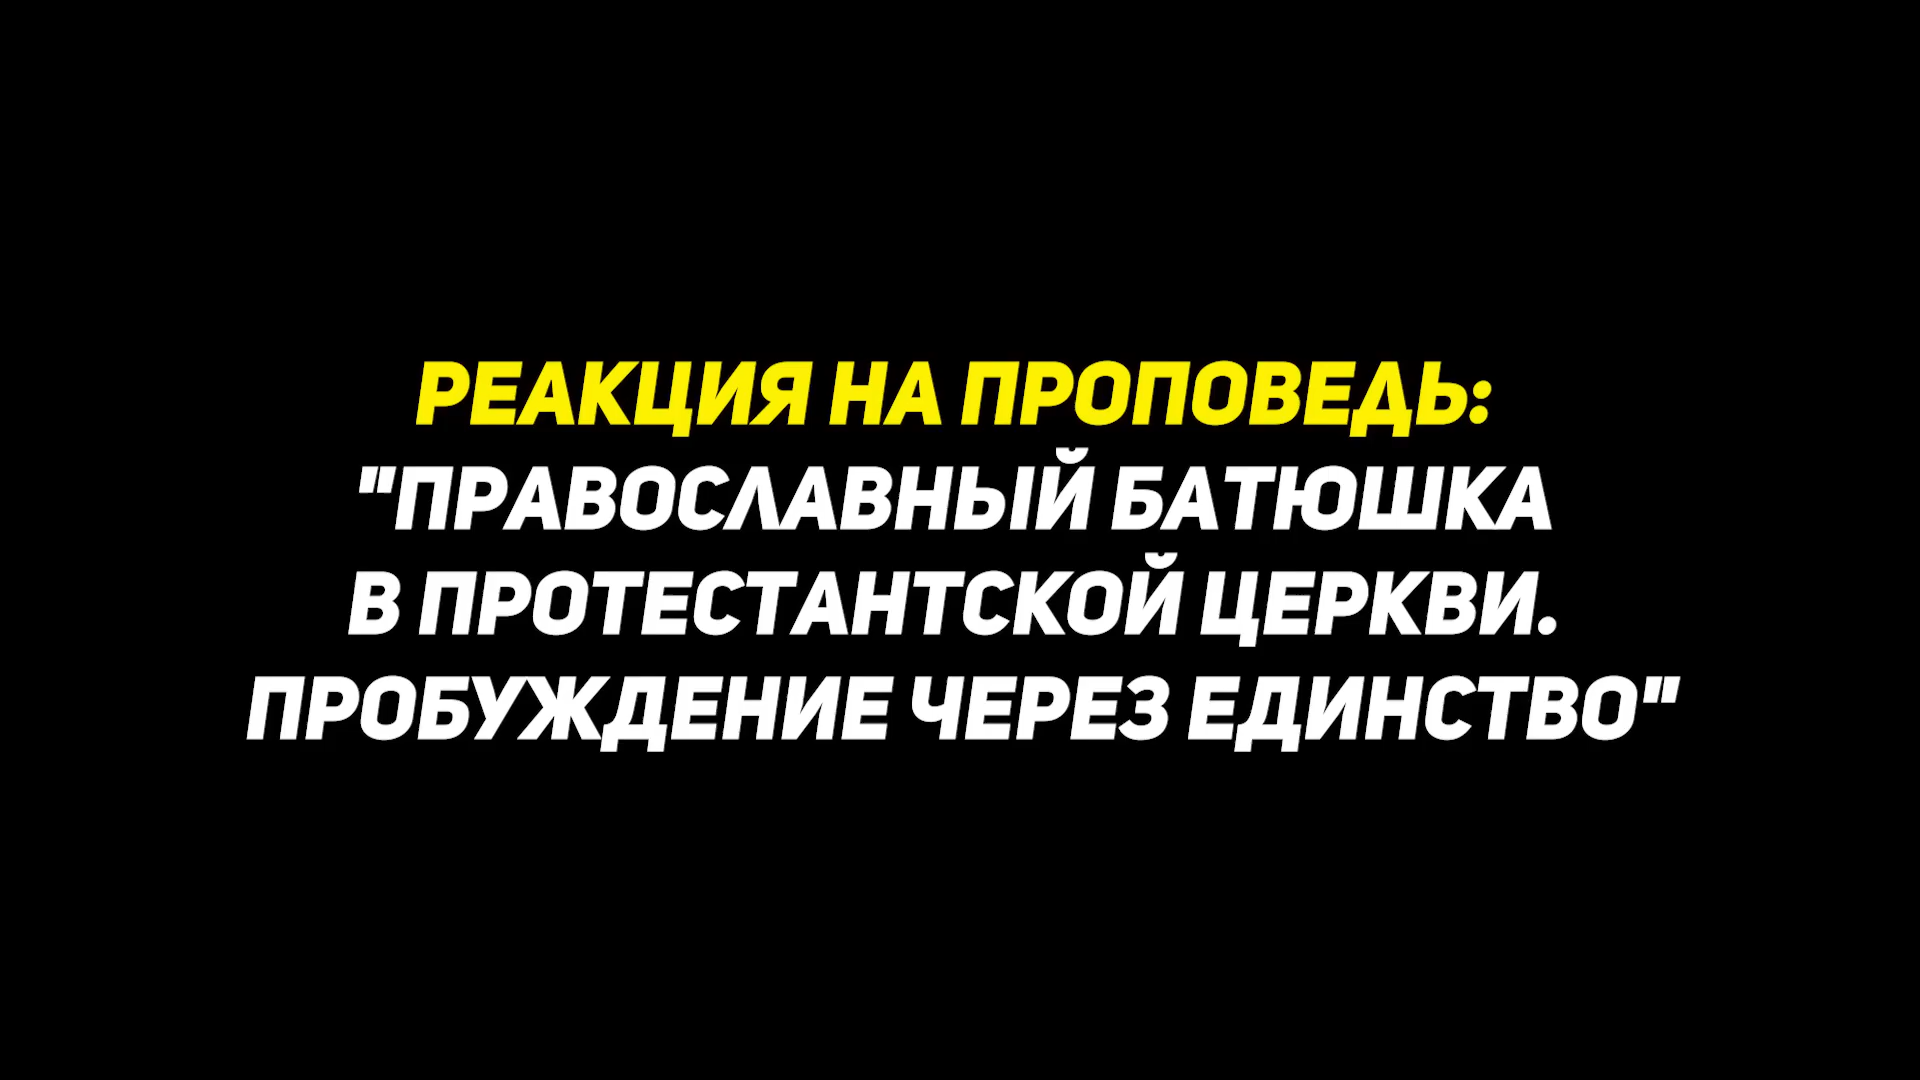 РЕАКЦИЯ НА ПРОПОВЕДЬ:
"ПРАВОСЛАВНЫЙ БАТЮШКА
В ПРОТЕСТАНТСКОЙ ЦЕРКВИ.
ПРОБУЖДЕНИЕ ЧЕРЕЗ ЕДИНСТВО"